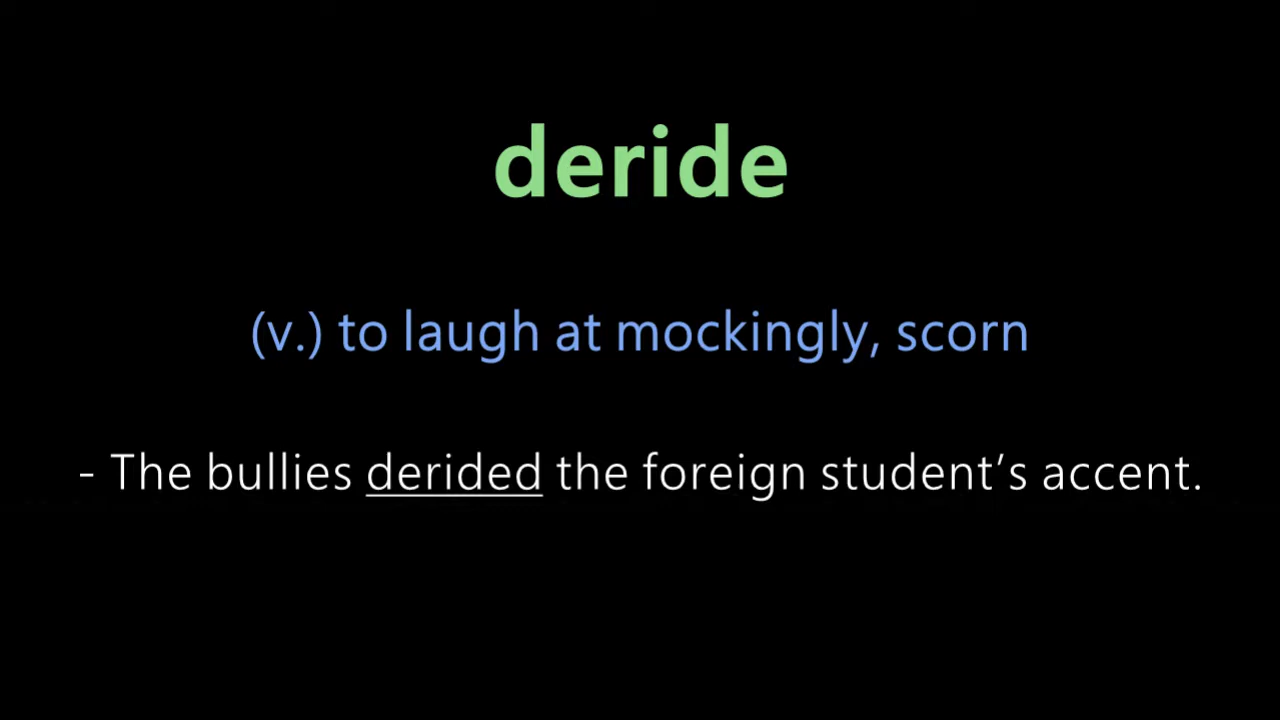 deride
(v.) to laugh at mockingly, scorn
- The bullies derided the foreign student’s accent.